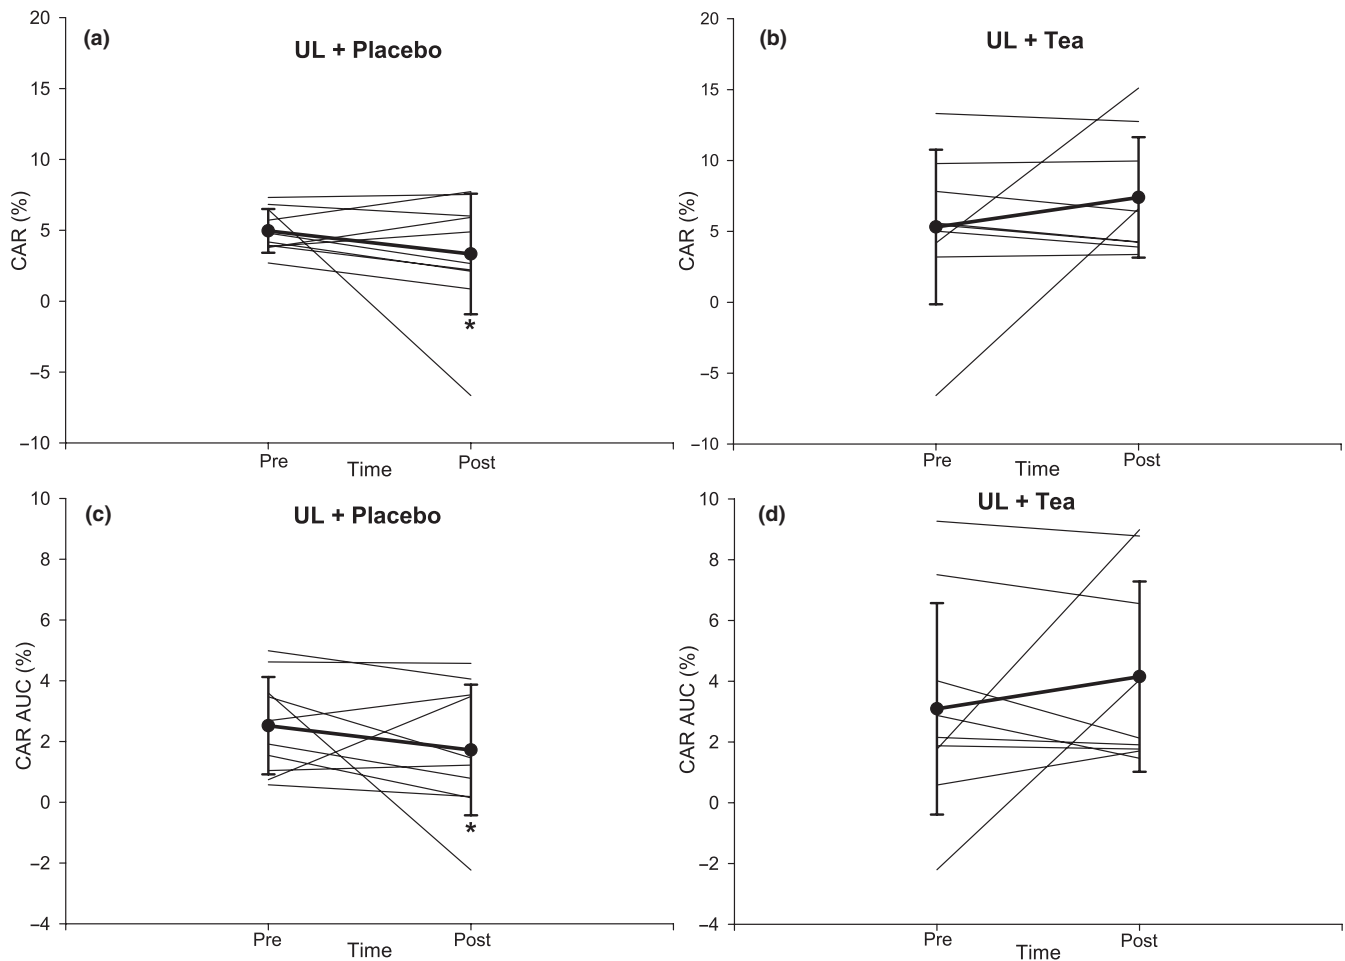 (a)
UL + Placebo
20
15
10
5
0
–5
–10
CAR (%)
Pre
Post
Time
*
(b)
UL + Tea
20
15
10
5
0
–5
–10
CAR (%)
Pre
Post
Time
(c)
UL + Placebo
10
8
6
4
2
0
–2
–4
CAR AUC (%)
Pre
Post
Time
*
(d)
UL + Tea
10
8
6
4
2
0
–2
–4
CAR AUC (%)
Pre
Post
Time